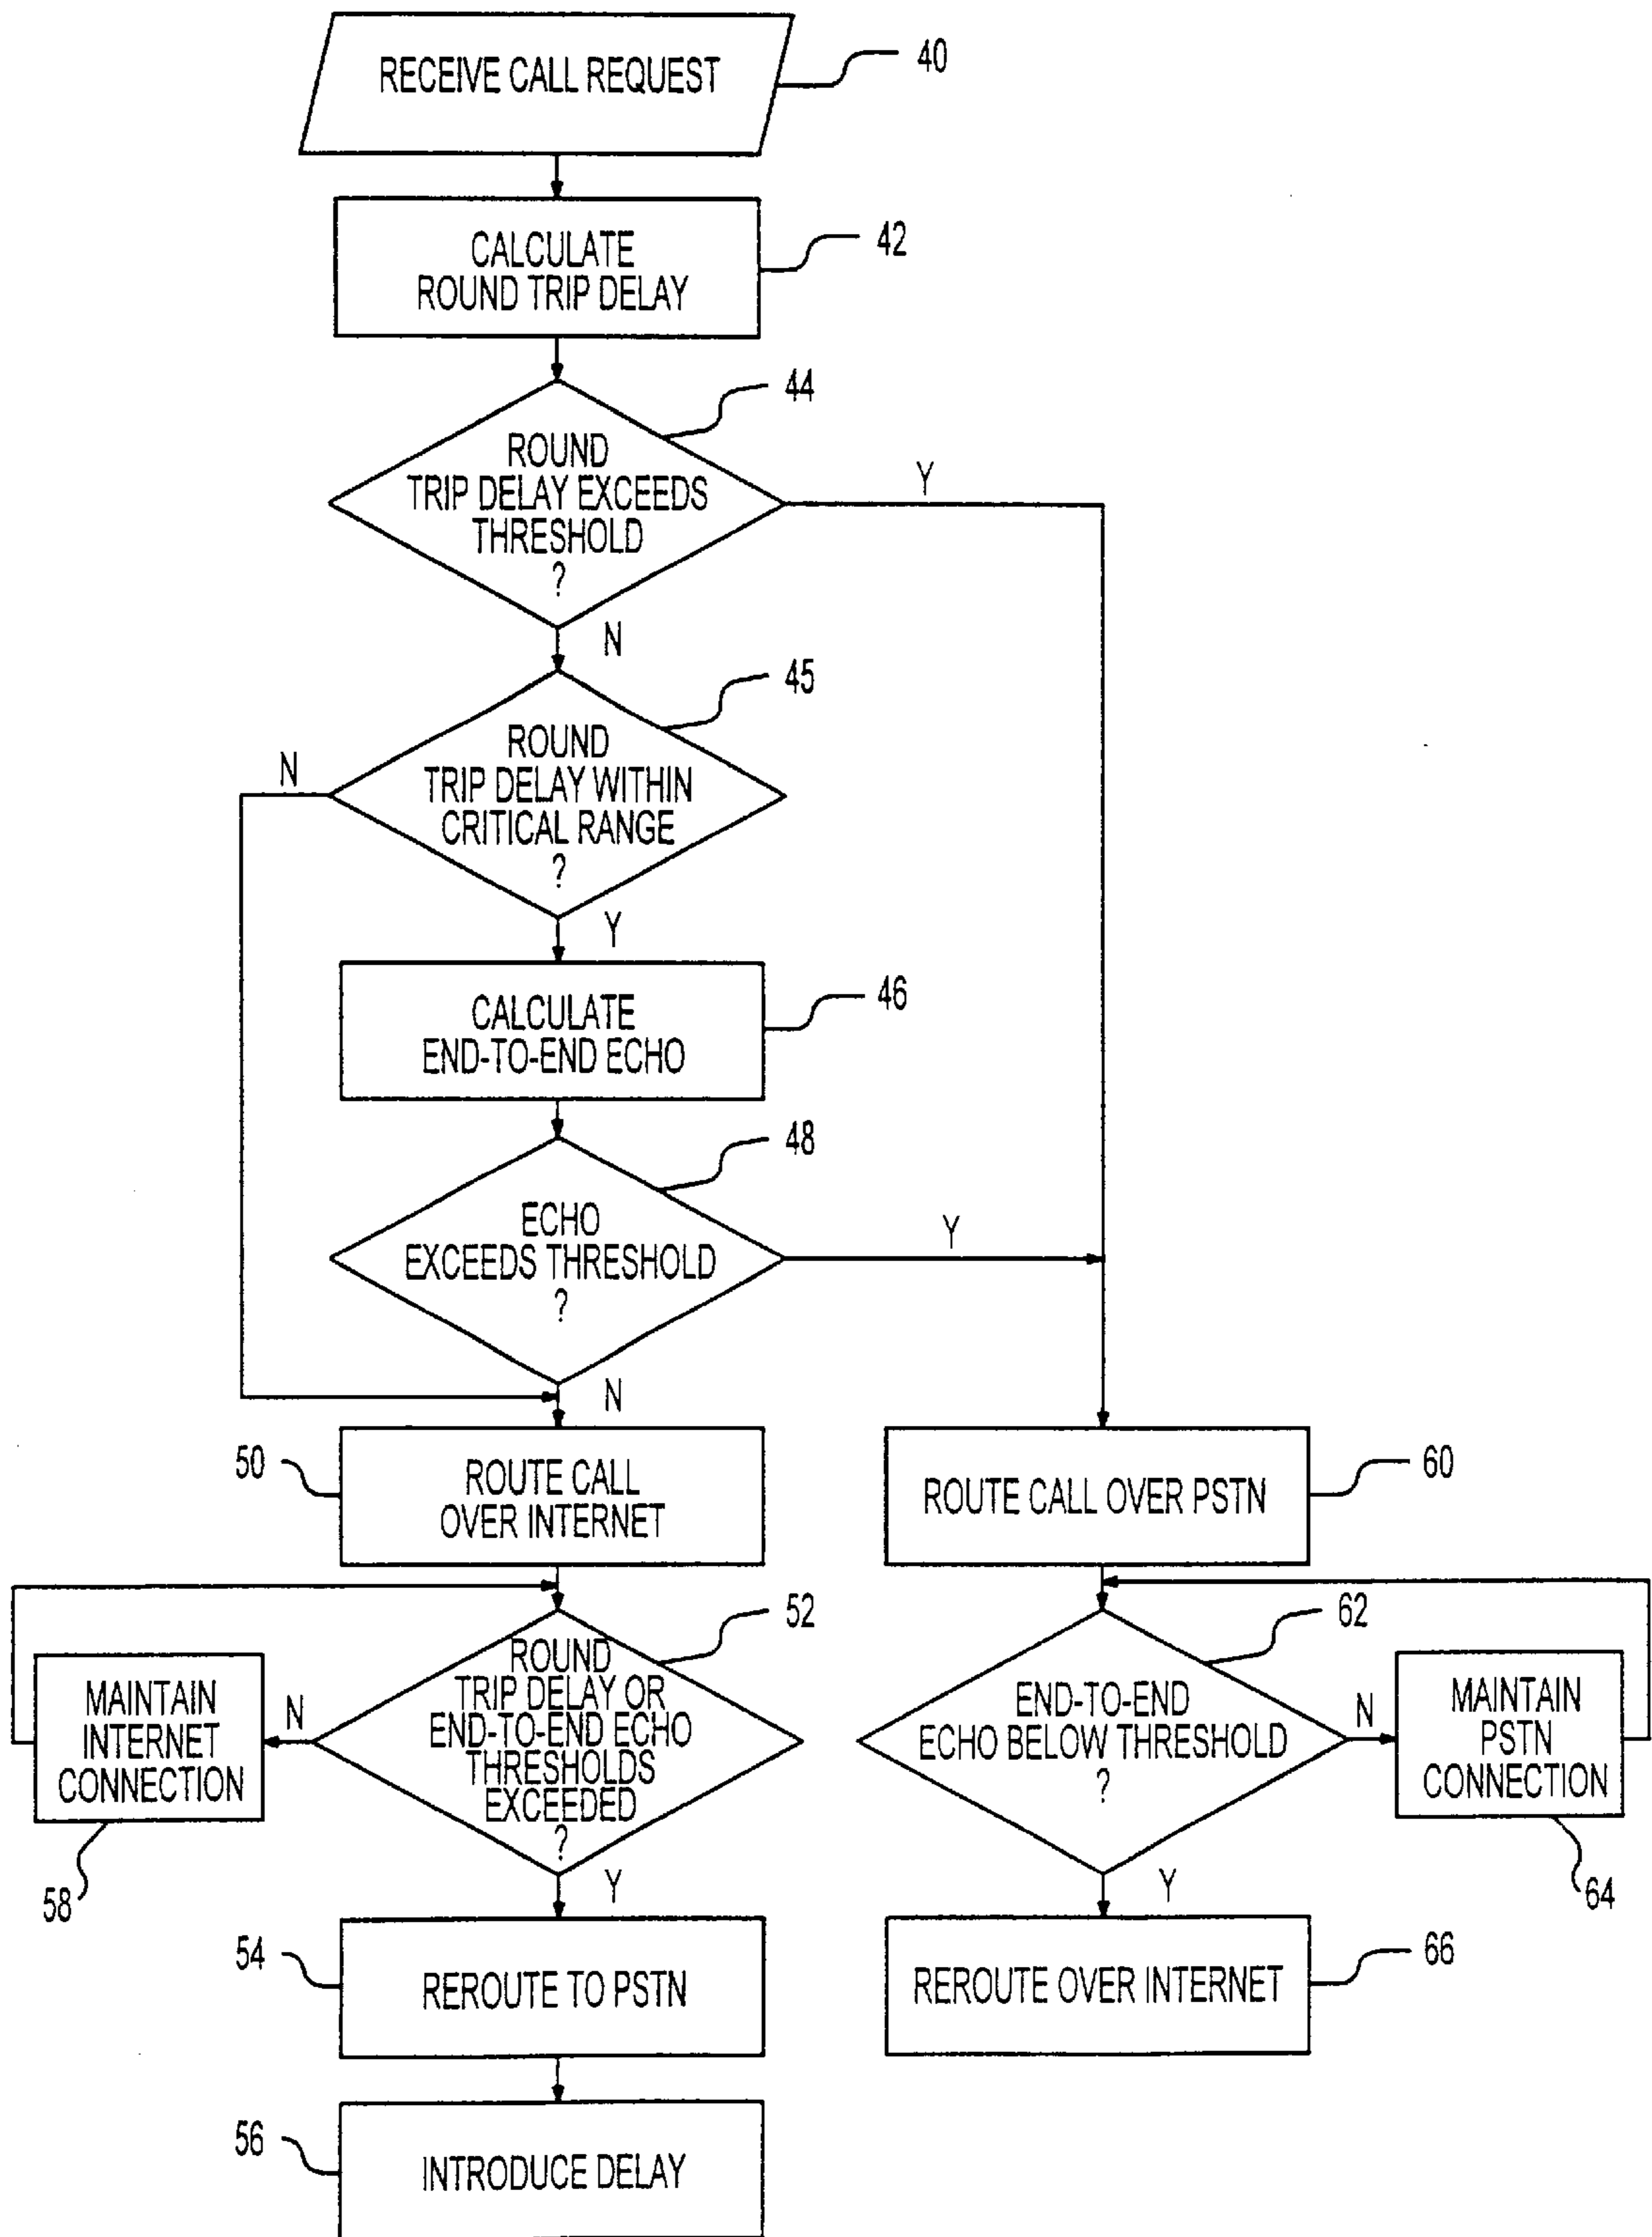 RECEIVE CALL REQUEST
40
CALCULATE
ROUND TRIP DELAY
42
44
ROUND
TRIP DELAY EXCEEDS
THRESHOLD
?
Y
N
45
ROUND
TRIP DELAY WITHIN
CRITICAL RANGE
?
N
Y
CALCULATE
END-TO-END ECHO
46
48
ECHO
EXCEEDS THRESHOLD
?
Y
N
50
ROUTE CALL
OVER INTERNET
ROUTE CALL OVER PSTN
60
52
ROUND
TRIP DELAY OR
END-TO-END ECHO
THRESHOLDS
EXCEEDED
?
N
MAINTAIN
INTERNET
CONNECTION
58
Y
62
END-TO-END
ECHO BELOW THRESHOLD
?
N
MAINTAIN
PSTN
CONNECTION
64
Y
54
REROUTE TO PSTN
REROUTE OVER INTERNET
66
56
INTRODUCE DELAY